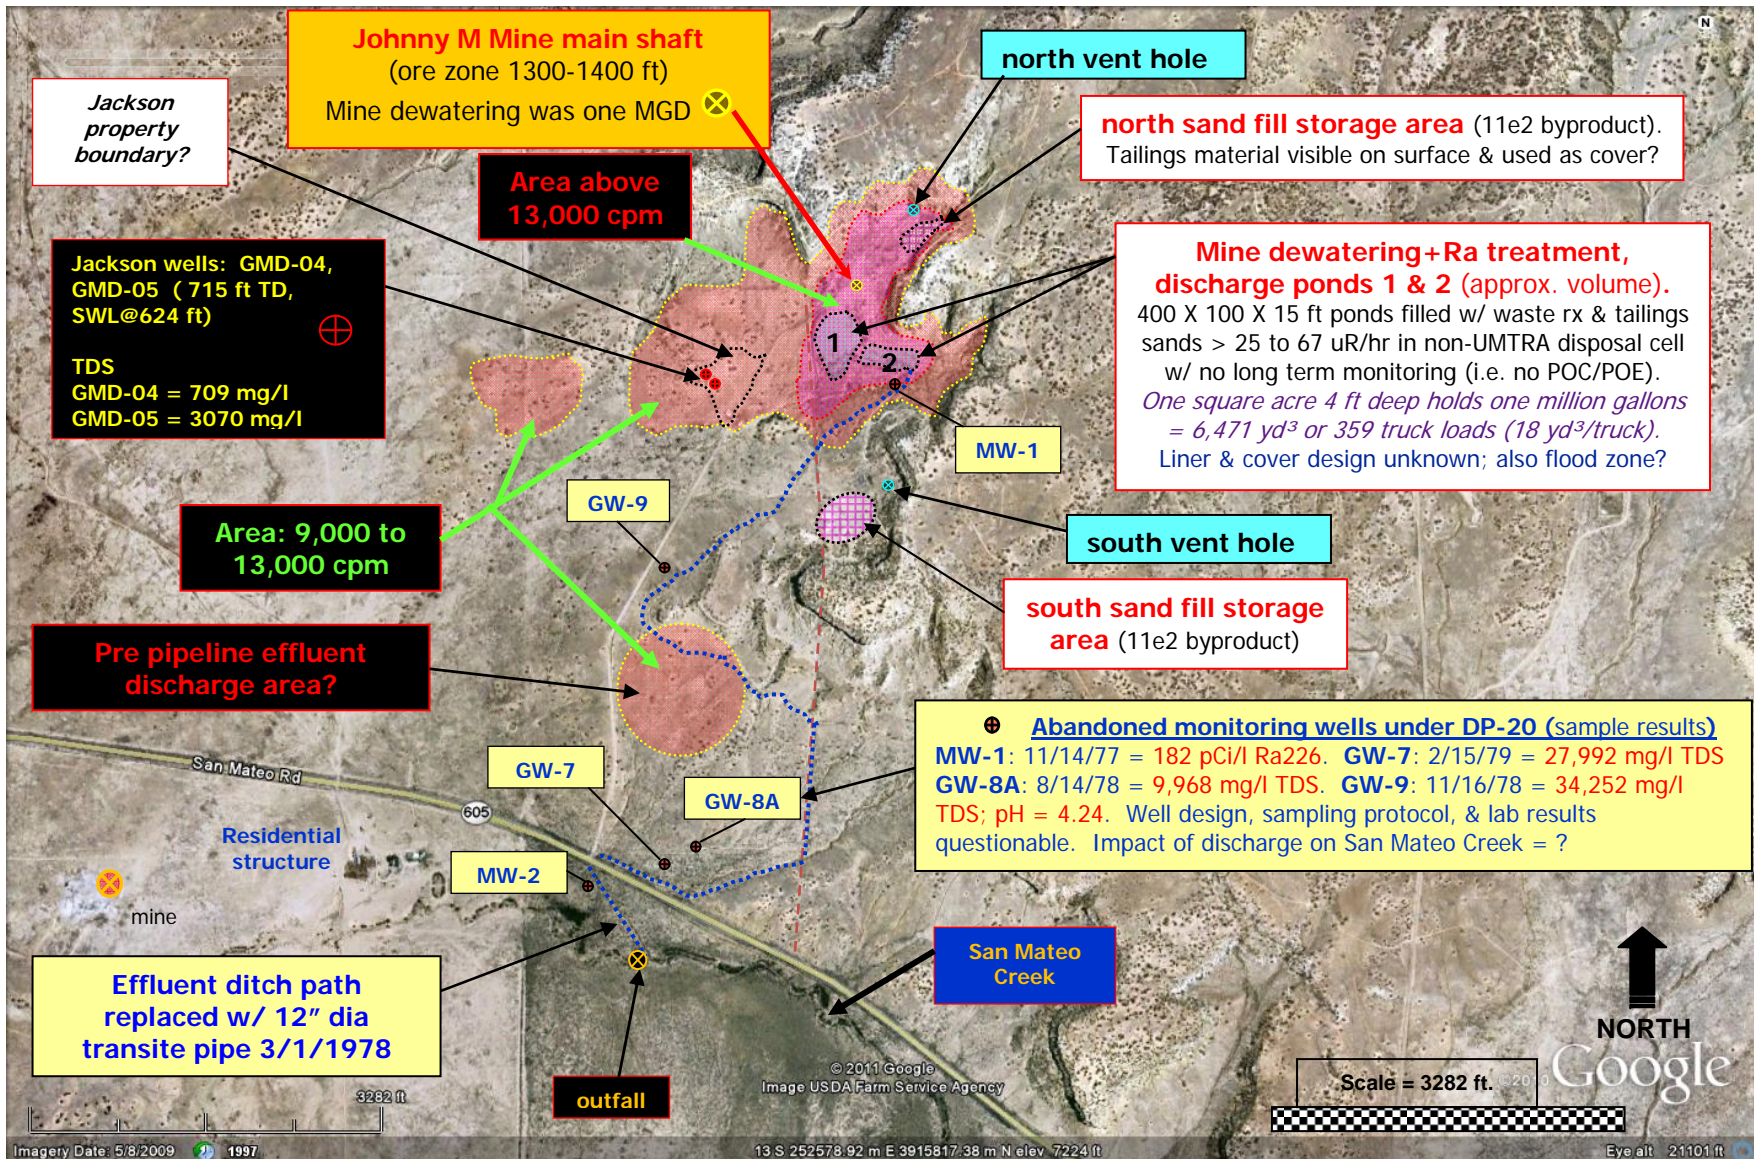 N
Johnny M Mine main shaft
(ore zone 1300-1400 ft)
Mine dewatering was one MGD
north vent hole
Jackson
property
boundary?
north sand fill storage area (11e2 byproduct).
Tailings material visible on surface & used as cover?
Area above
13,000 cpm
Jackson wells: GMD-04,
GMD-05 ( 715 ft TD,
SWL@624 ft)
TDS
GMD-04 = 709 mg/l
GMD-05 = 3070 mg/l
Mine dewatering+Ra treatment,
discharge ponds 1 & 2 (approx. volume).
400 X 100 X 15 ft ponds filled w/ waste rx & tailings
sands > 25 to 67 uR/hr in non-UMTRA disposal cell
w/ no long term monitoring (i.e. no POC/POE).
One square acre 4 ft deep holds one million gallons
= 6,471 yd³ or 359 truck loads (18 yd³/truck).
Liner & cover design unknown; also flood zone?
1
2
MW-1
GW-9
Area: 9,000 to
13,000 cpm
south vent hole
south sand fill storage
area (11e2 byproduct)
Pre pipeline effluent
discharge area?
Abandoned monitoring wells under DP-20 (sample results)
MW-1: 11/14/77 = 182 pCi/l Ra226. GW-7: 2/15/79 = 27,992 mg/l TDS
GW-8A: 8/14/78 = 9,968 mg/l TDS. GW-9: 11/16/78 = 34,252 mg/l
TDS; pH = 4.24. Well design, sampling protocol, & lab results
questionable. Impact of discharge on San Mateo Creek = ?
San Mateo Rd
605
GW-7
GW-8A
Residential
structure
MW-2
mine
San Mateo
Creek
Effluent ditch path
replaced w/ 12” dia
transite pipe 3/1/1978
outfall
NORTH
© 2011 Google
Image USDA Farm Service Agency
©2010 Google
Scale = 3282 ft.
3282 ft
Imagery Date: 5/8/2009 1997
13 S 252578.92 m E 3915817.38 m N elev 7224 ft
Eye alt 21101 ft